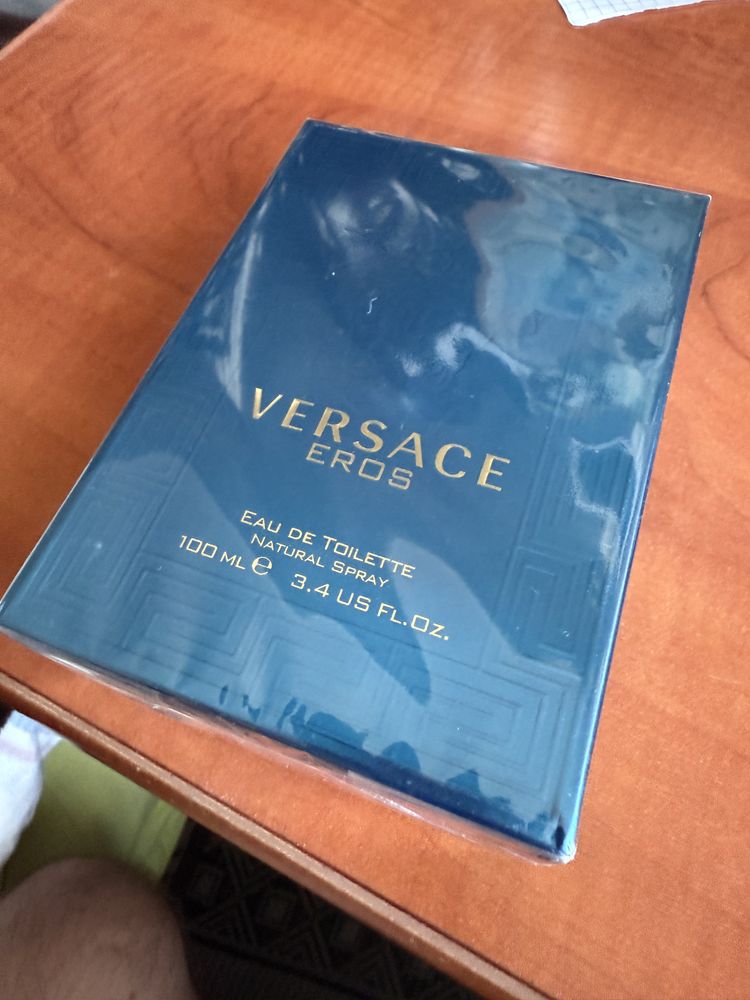 VERSACE
EROS
EAU DE TOILETTE
NATURAL SPRAY
100 ML ℮ 3.4 US FL.OZ.